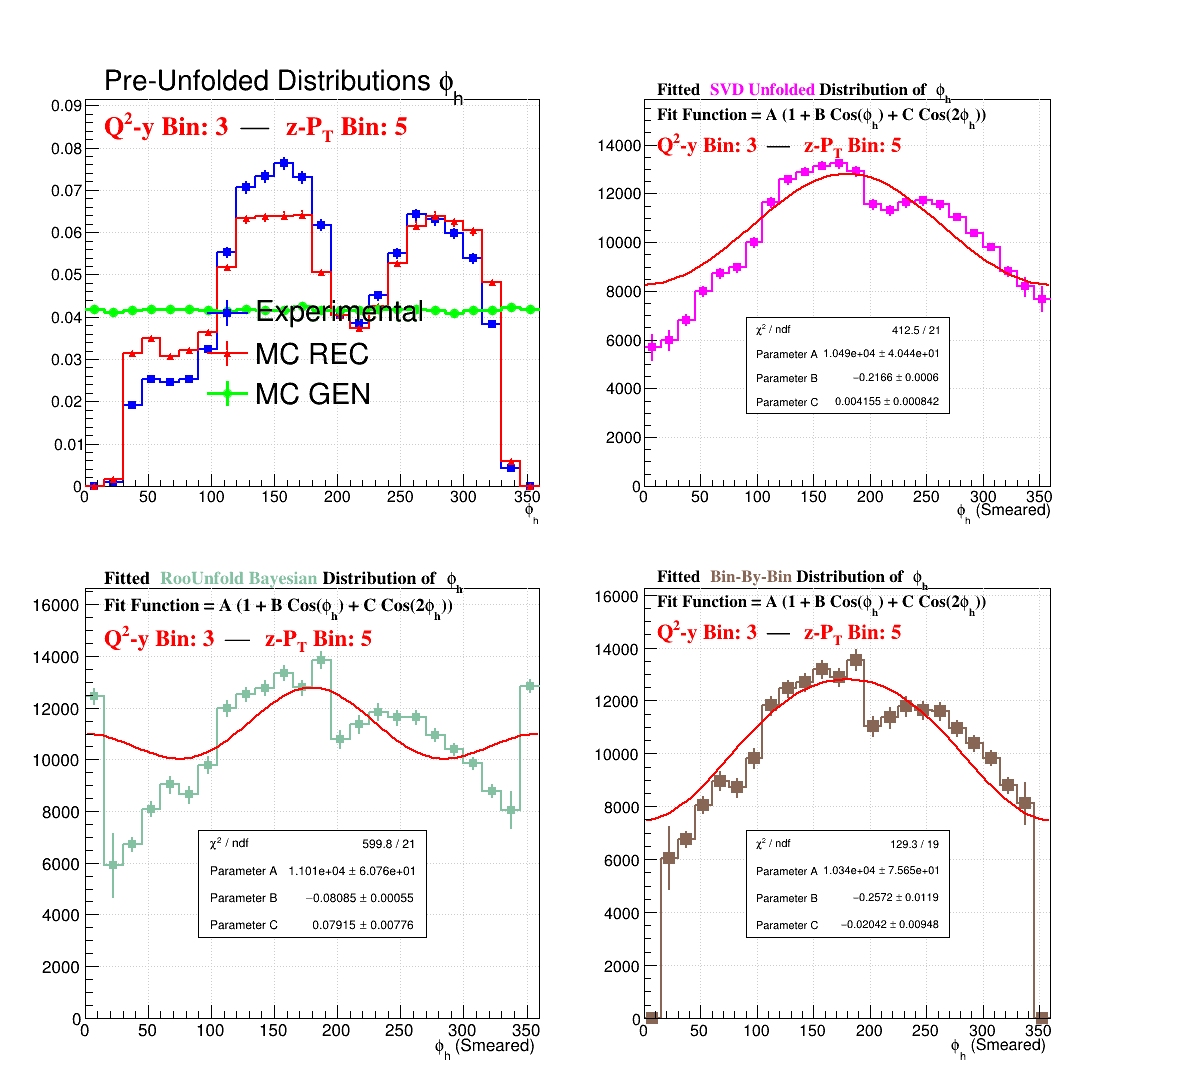 Pre-Unfolded Distributions ϕh
Q²-y Bin: 3 — z-PT Bin: 5
0.09
0.08
0.07
0.06
0.05
0.04
0.03
0.02
0.01
0
Experimental
MC REC
MC GEN
0 50 100 150 200 250 300 350
ϕh
Fitted SVD Unfolded Distribution of ϕh
Fit Function = A (1 + B Cos(ϕh) + C Cos(2ϕh))
Q²-y Bin: 3 — z-PT Bin: 5
14000
12000
10000
8000
6000
4000
2000
0
χ² / ndf 412.5 / 21
Parameter A 1.049e+04 ± 4.044e+01
Parameter B −0.2166 ± 0.0006
Parameter C 0.004155 ± 0.000842
0 50 100 150 200 250 300 350
ϕh (Smeared)
Fitted RooUnfold Bayesian Distribution of ϕh
Fit Function = A (1 + B Cos(ϕh) + C Cos(2ϕh))
Q²-y Bin: 3 — z-PT Bin: 5
16000
14000
12000
10000
8000
6000
4000
2000
0
χ² / ndf 599.8 / 21
Parameter A 1.101e+04 ± 6.076e+01
Parameter B −0.08085 ± 0.00055
Parameter C 0.07915 ± 0.00776
0 50 100 150 200 250 300 350
ϕh (Smeared)
Fitted Bin-By-Bin Distribution of ϕh
Fit Function = A (1 + B Cos(ϕh) + C Cos(2ϕh))
Q²-y Bin: 3 — z-PT Bin: 5
16000
14000
12000
10000
8000
6000
4000
2000
0
χ² / ndf 129.3 / 19
Parameter A 1.034e+04 ± 7.565e+01
Parameter B −0.2572 ± 0.0119
Parameter C −0.02042 ± 0.00948
0 50 100 150 200 250 300 350
ϕh (Smeared)